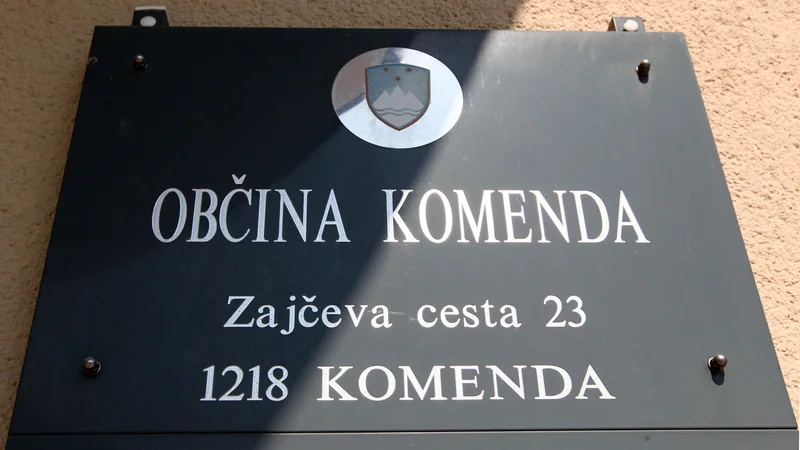 OBČINA KOMENDA
Zajčeva cesta 23
1218 KOMENDA